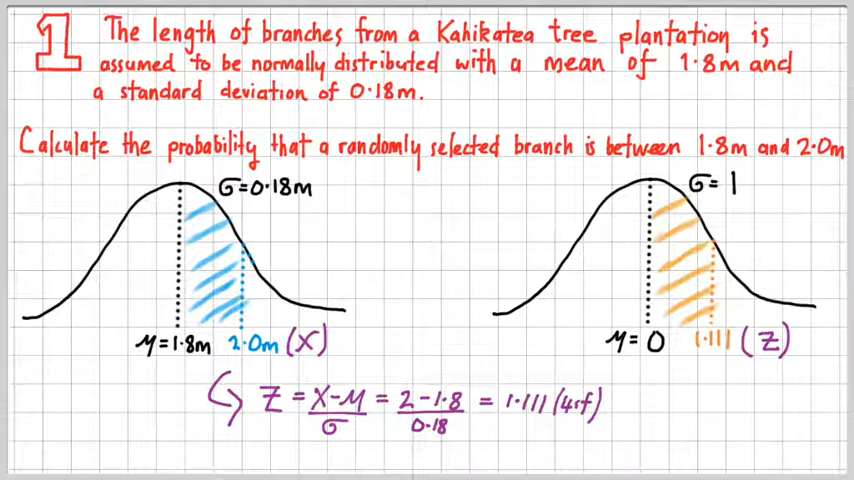 1 The length of branches from a Kahikatea tree plantation is
assumed to be normally distributed with a mean of 1.8m and
a standard deviation of 0.18m.
Calculate the probability that a randomly selected branch is between 1.8m and 2.0m
σ=0.18m
σ=1
μ=1.8m 2.0m (X)
μ=0 1.111 (Z)
Z = X-μ/σ = 2-1.8/0.18 = 1.111 (4sf)